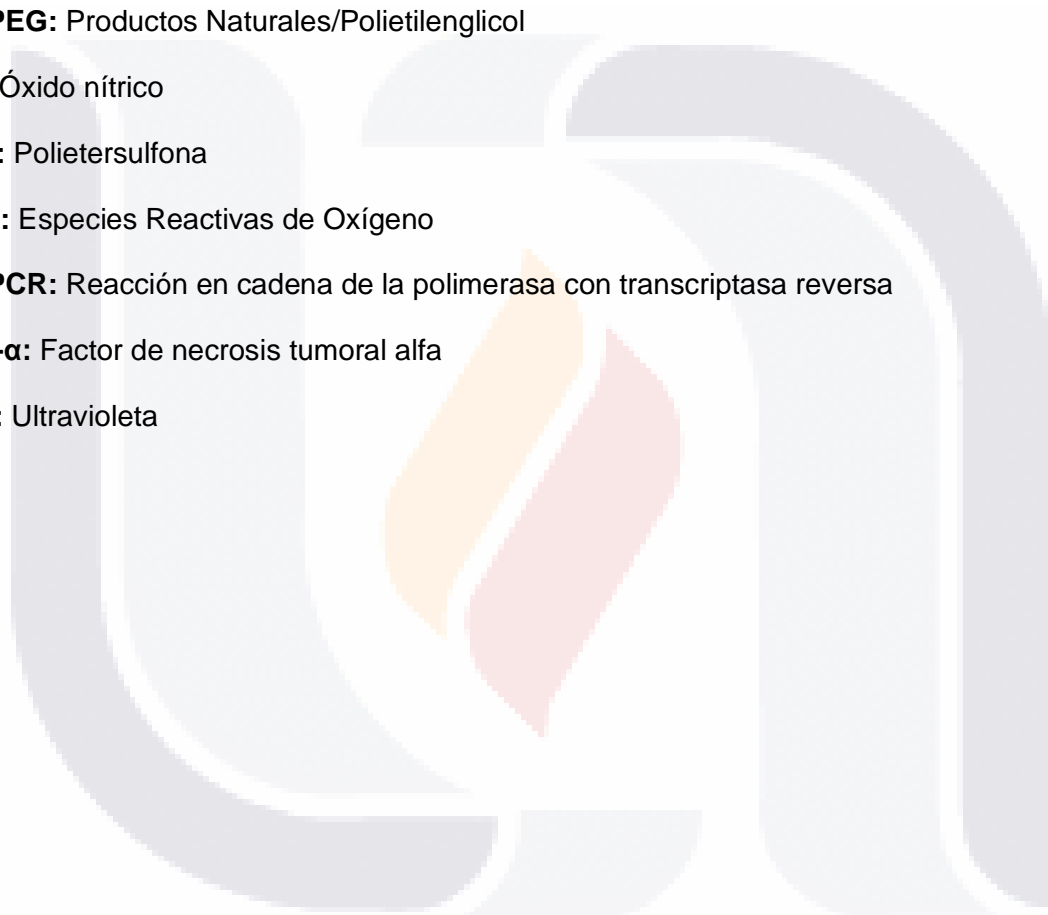 PEG: Productos Naturales/Polietilenglicol
Óxido nítrico
: Polietersulfona
: Especies Reactivas de Oxígeno
PCR: Reacción en cadena de la polimerasa con transcriptasa reversa
-α: Factor de necrosis tumoral alfa
: Ultravioleta